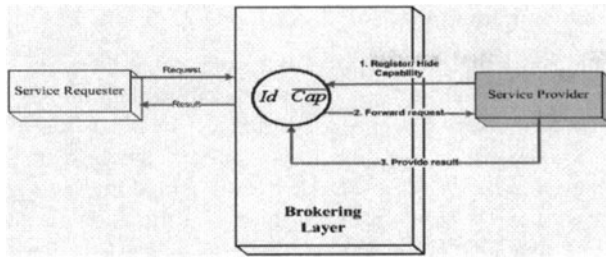 Request
Service Requester
Result
Id C̅a̅p̅
1. Register/ Hide
Capability
2. Forward request
Service Provider
3. Provide result
Brokering
Layer